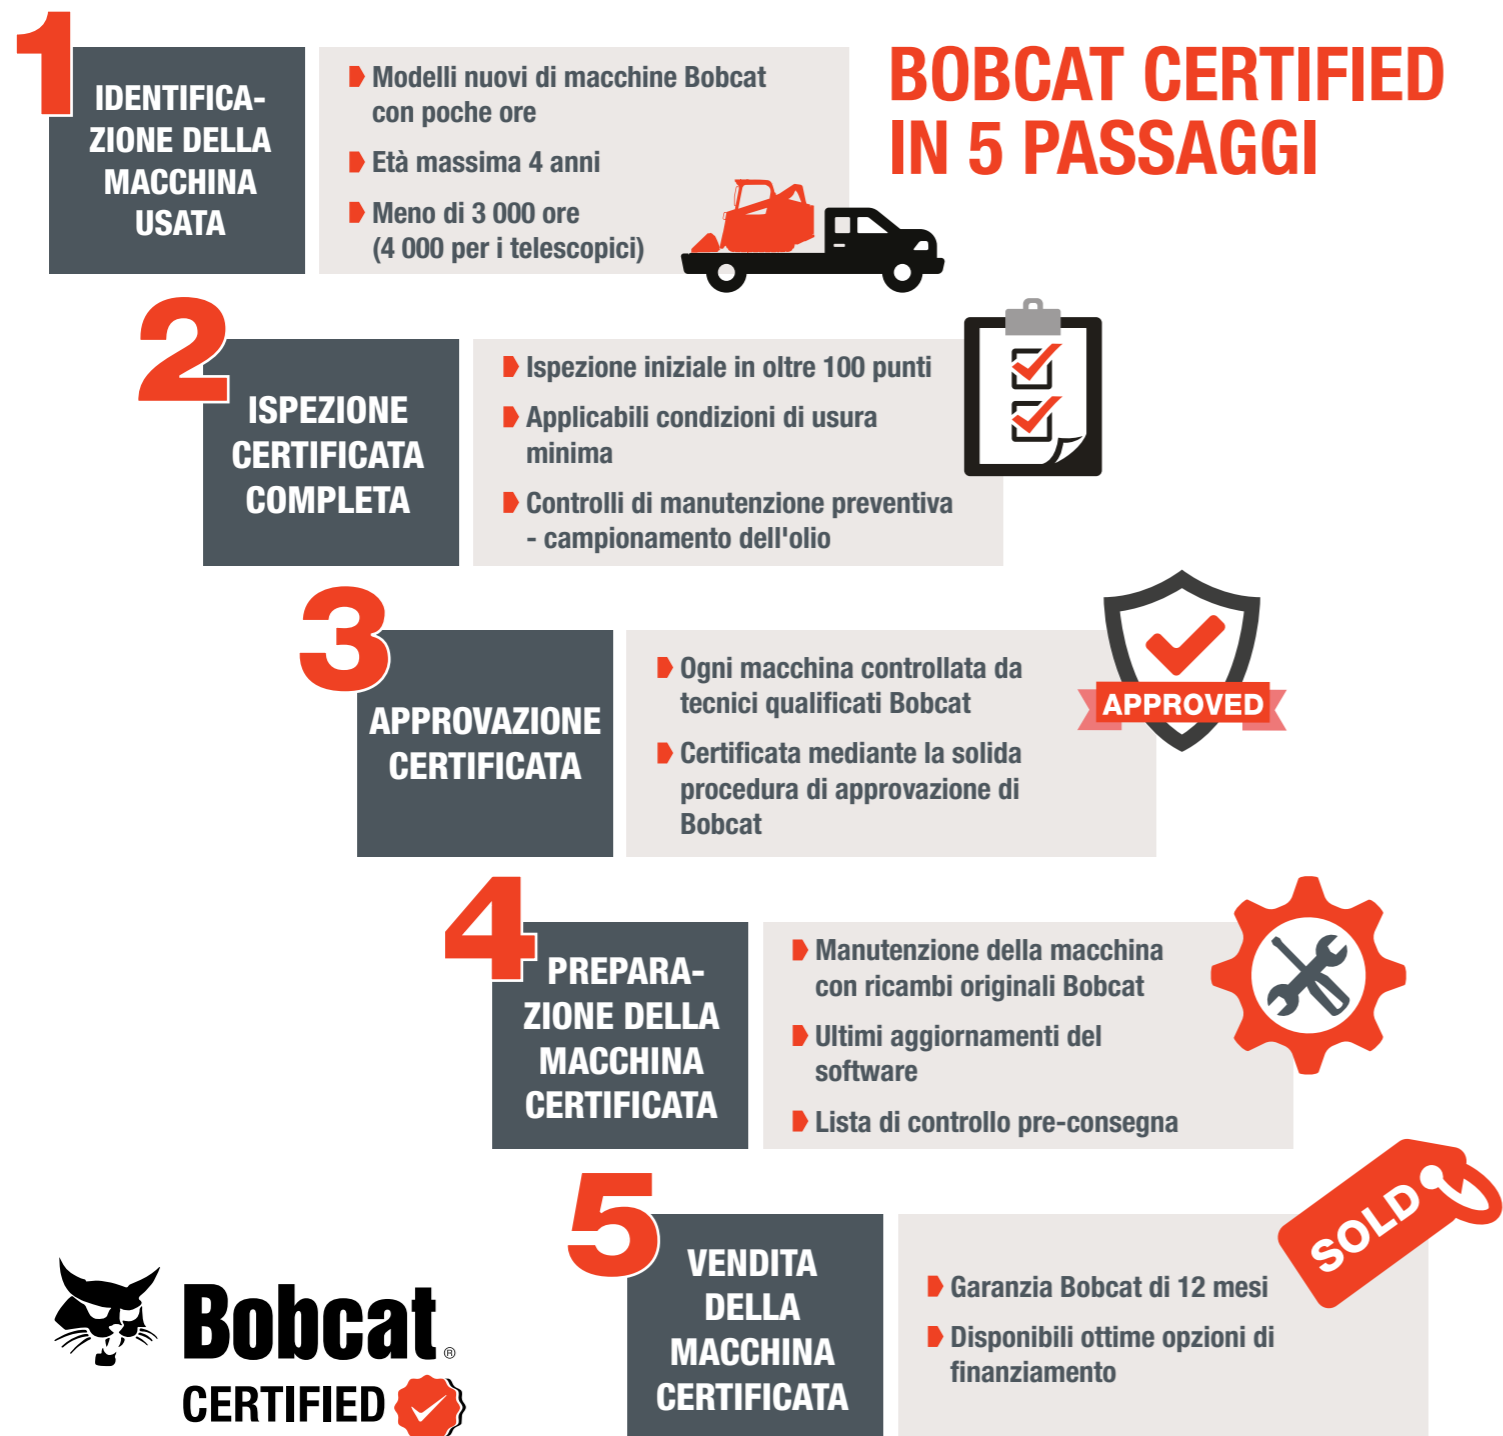 BOBCAT CERTIFIED
IN 5 PASSAGGI
1
IDENTIFICA-
ZIONE DELLA
MACCHINA
USATA
Modelli nuovi di macchine Bobcat
con poche ore
Età massima 4 anni
Meno di 3 000 ore
(4 000 per i telescopici)
2
ISPEZIONE
CERTIFICATA
COMPLETA
Ispezione iniziale in oltre 100 punti
Applicabili condizioni di usura
minima
Controlli di manutenzione preventiva
- campionamento dell'olio
3
APPROVAZIONE
CERTIFICATA
Ogni macchina controllata da
tecnici qualificati Bobcat
Certificata mediante la solida
procedura di approvazione di
Bobcat
APPROVED
4
PREPARA-
ZIONE DELLA
MACCHINA
CERTIFICATA
Manutenzione della macchina
con ricambi originali Bobcat
Ultimi aggiornamenti del
software
Lista di controllo pre-consegna
5
VENDITA
DELLA
MACCHINA
CERTIFICATA
Garanzia Bobcat di 12 mesi
Disponibili ottime opzioni di
finanziamento
SOLD
Bobcat®
CERTIFIED